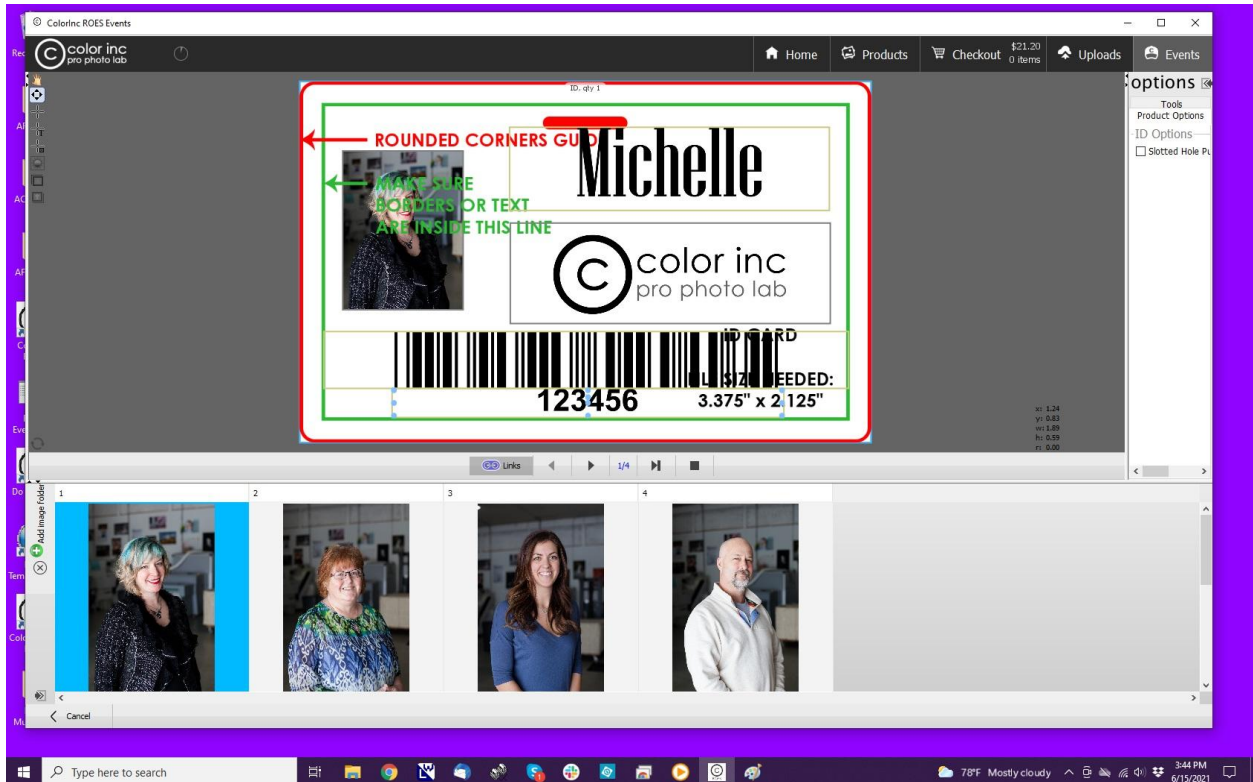 © ColorInc ROES Events
Rec
C color inc
pro photo lab
Home
Products
Checkout
$21.20
0 items
Uploads
Events
ID. qty 1
ROUNDED CORNERS GUID
Michelle
MAKE SURE
BORDERS OR TEXT
ARE INSIDE THIS LINE
C color inc
pro photo lab
ID CARD
SIZE NEEDED:
3.375" x 2.125"
123456
options
Tools
Product Options
ID Options
Slotted Hole Pu
x: 1.24
y: 0.83
w: 1.89
h: 0.59
r: 0.00
Links
1/4
Add image folder
1
2
3
4
Cancel
Type here to search
78°F Mostly cloudy
3:44 PM
6/15/2021